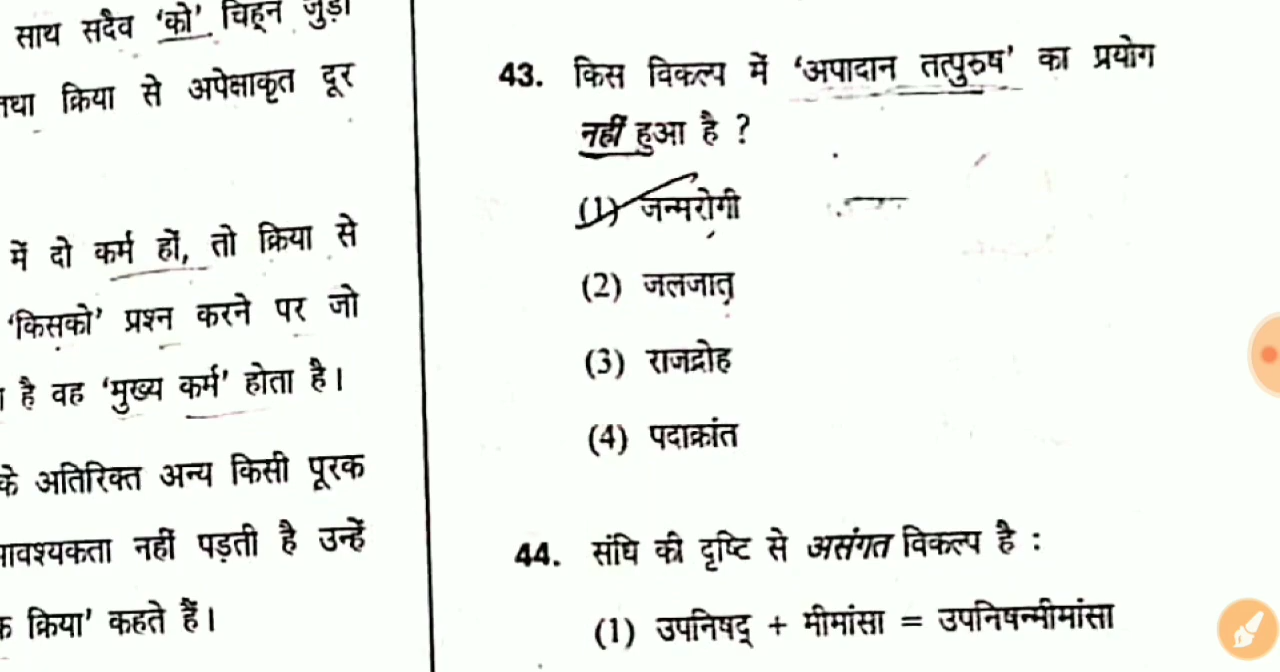 साथ सदैव 'को' चिह्न जुड़ा
तथा क्रिया से अपेक्षाकृत दूर
में दो कर्म हों, तो क्रिया से
'किसको' प्रश्न करने पर जो
है वह 'मुख्य कर्म' होता है।
के अतिरिक्त अन्य किसी पूरक
नहीं पड़ती है उन्हें
क्रिया' कहते हैं।
43. किस विकल्प में 'अपादान तत्पुरुष' का प्रयोग
नहीं हुआ है ?
(1) जन्मरोगी
(2) जलजात
(3) राजद्रोह
(4) पदाक्रांत
44. संधि की दृष्टि से असंगत विकल्प है :
(1) उपनिषद् + मीमांसा = उपनिषन्मीमांसा